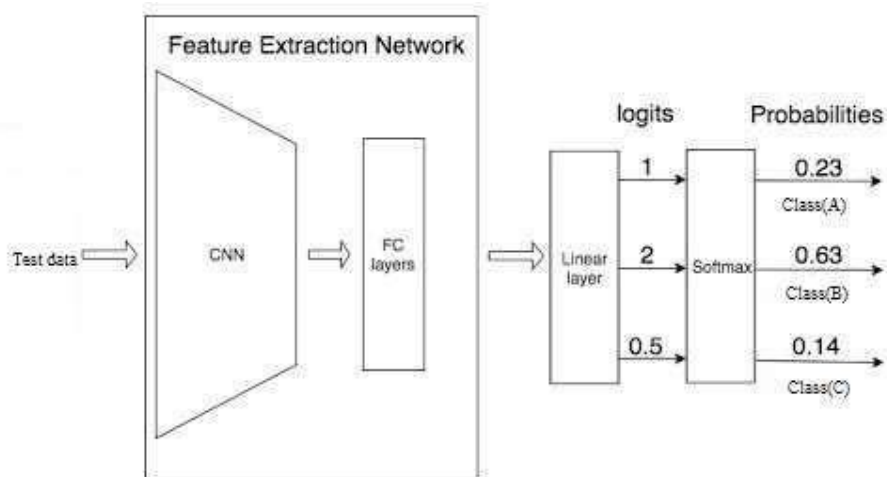 Feature Extraction Network
logits
Probabilities
Test data
CNN
FC
layers
Linear
layer
1
2
0.5
Softmax
0.23
Class(A)
0.63
Class(B)
0.14
Class(C)